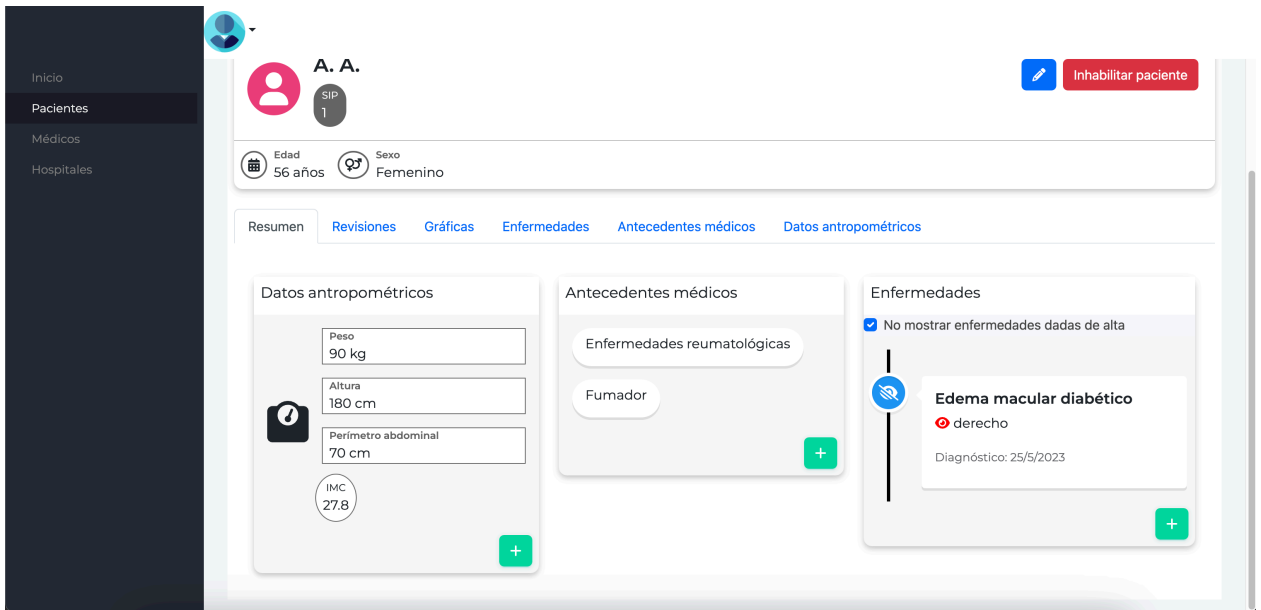 Inicio
Pacientes
Médicos
Hospitales
A. A.
SIP
1
Inhabilitar paciente
Edad
56 años
Sexo
Femenino
Resumen
Revisiones
Gráficas
Enfermedades
Antecedentes médicos
Datos antropométricos
Datos antropométricos
Peso
90 kg
Altura
180 cm
Perímetro abdominal
70 cm
IMC
27.8
+
Antecedentes médicos
Enfermedades reumatológicas
Fumador
+
Enfermedades
No mostrar enfermedades dadas de alta
Edema macular diabético
derecho
Diagnóstico: 25/5/2023
+